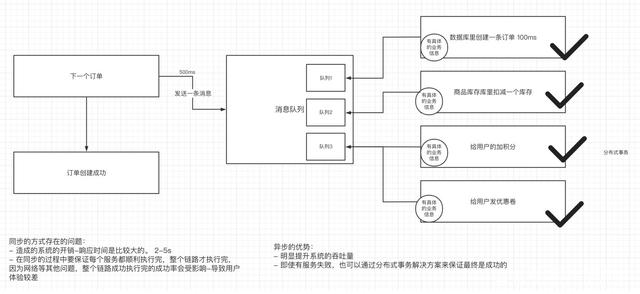 下一个订单
订单创建成功
500ms
发送一条消息
消息队列
队列1
队列2
队列3
数据库里创建一条订单 100ms
有具体
的业务
信息
商品库存库里扣减一个库存
有具体
的业务
信息
给用户的加积分
有具体
的业务
信息
给用户发优惠卷
有具体
的业务
信息
分布式事务
同步的方式存在的问题:
- 造成的系统的开销-响应时间是比较大的。 2-5s
- 在同步的过程中要保证每个服务都顺利执行完,整个链路才执行完,
因为网络等其他问题,整个链路成功执行完的成功率会受影响-导致用户
体验较差
异步的优势:
- 明显提升系统的吞吐量
- 即使有服务失败,也可以通过分布式事务解决方案来保证最终是成功的